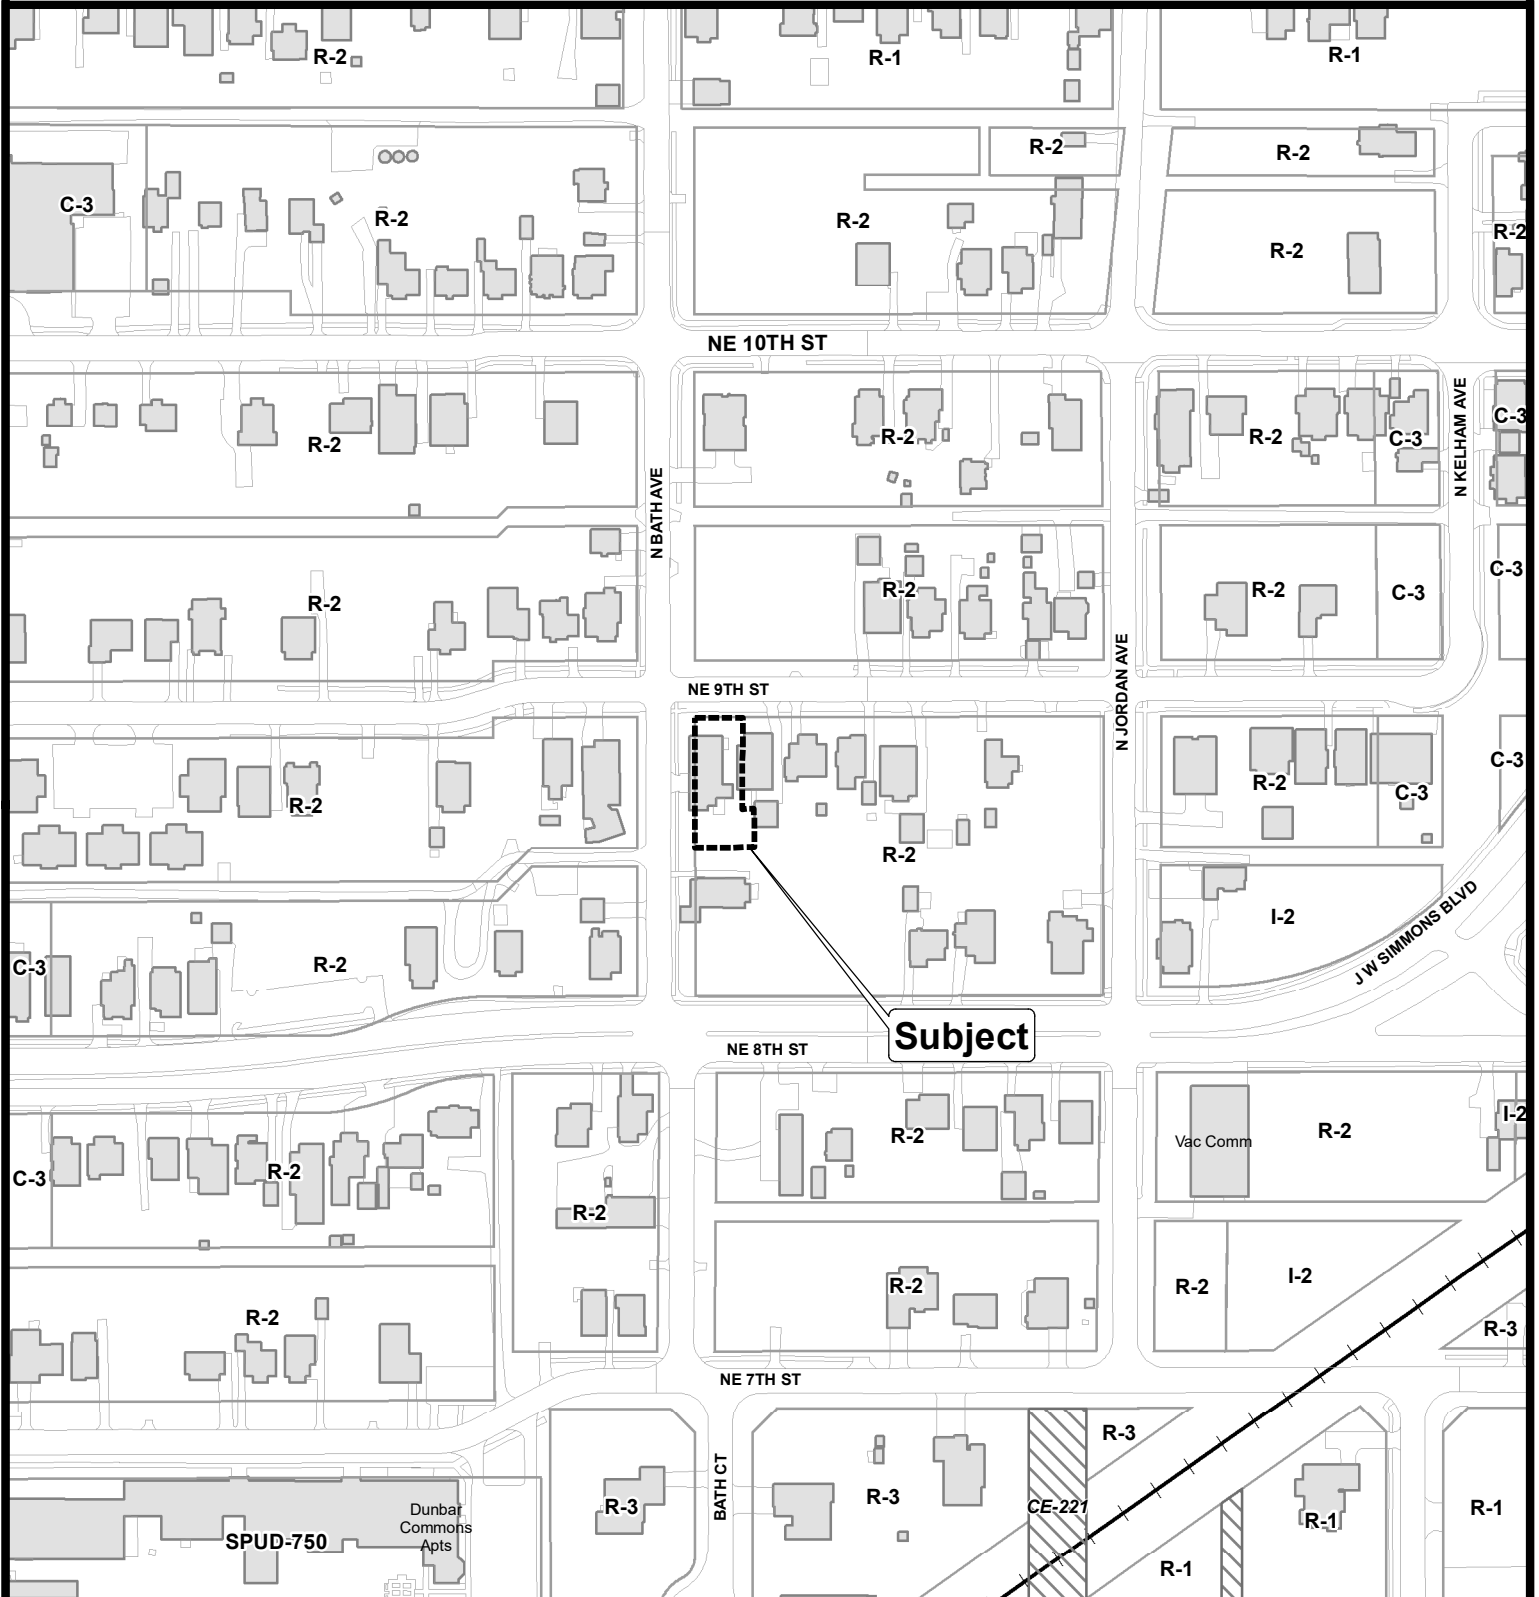 R-2
R-1
R-1
C-3
R-2
R-2
R-2
R-2
R-2
R-2
R-2
NE 10TH ST
R-2
N BATH AVE
R-2
R-2
C-3
N KELHAM AVE
C-3
R-2
R-2
R-2
C-3
C-3
N JORDAN AVE
NE 9TH ST
R-2
R-2
R-2
C-3
C-3
C-3
R-2
I-2
J W SIMMONS BLVD
Subject
NE 8TH ST
C-3
R-2
R-2
R-2
Vac Comm
R-2
I-2
R-2
R-2
R-2
I-2
R-3
NE 7TH ST
SPUD-750
Dunbar
Commons
Apts
R-3
BATH CT
R-3
CE-221
R-3
R-1
R-1
R-1